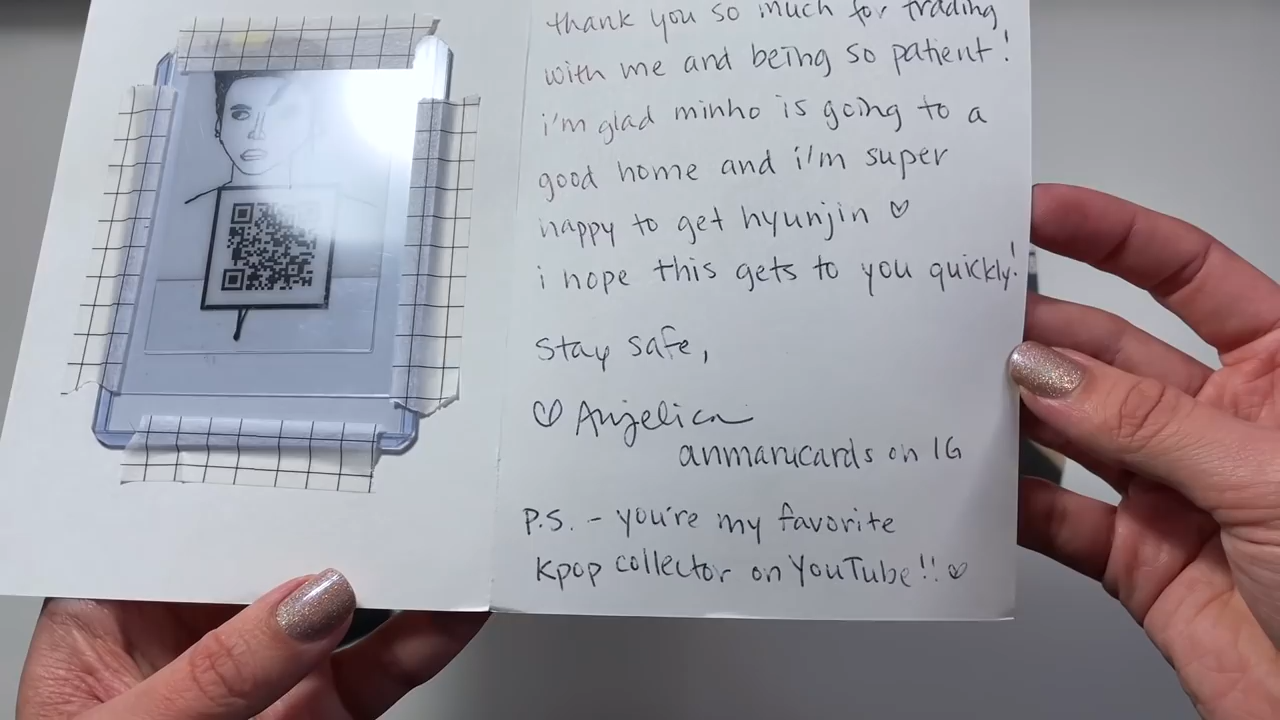 thank you so much for trading
with me and being so patient!
i'm glad minho is going to a
good home and i'm super
happy to get hyunjin ♡
i hope this gets to you quickly!
stay safe,
♡ Anjelica
anmarucards on IG
P.S. - you're my favorite
kpop collector on YouTube!! ♡